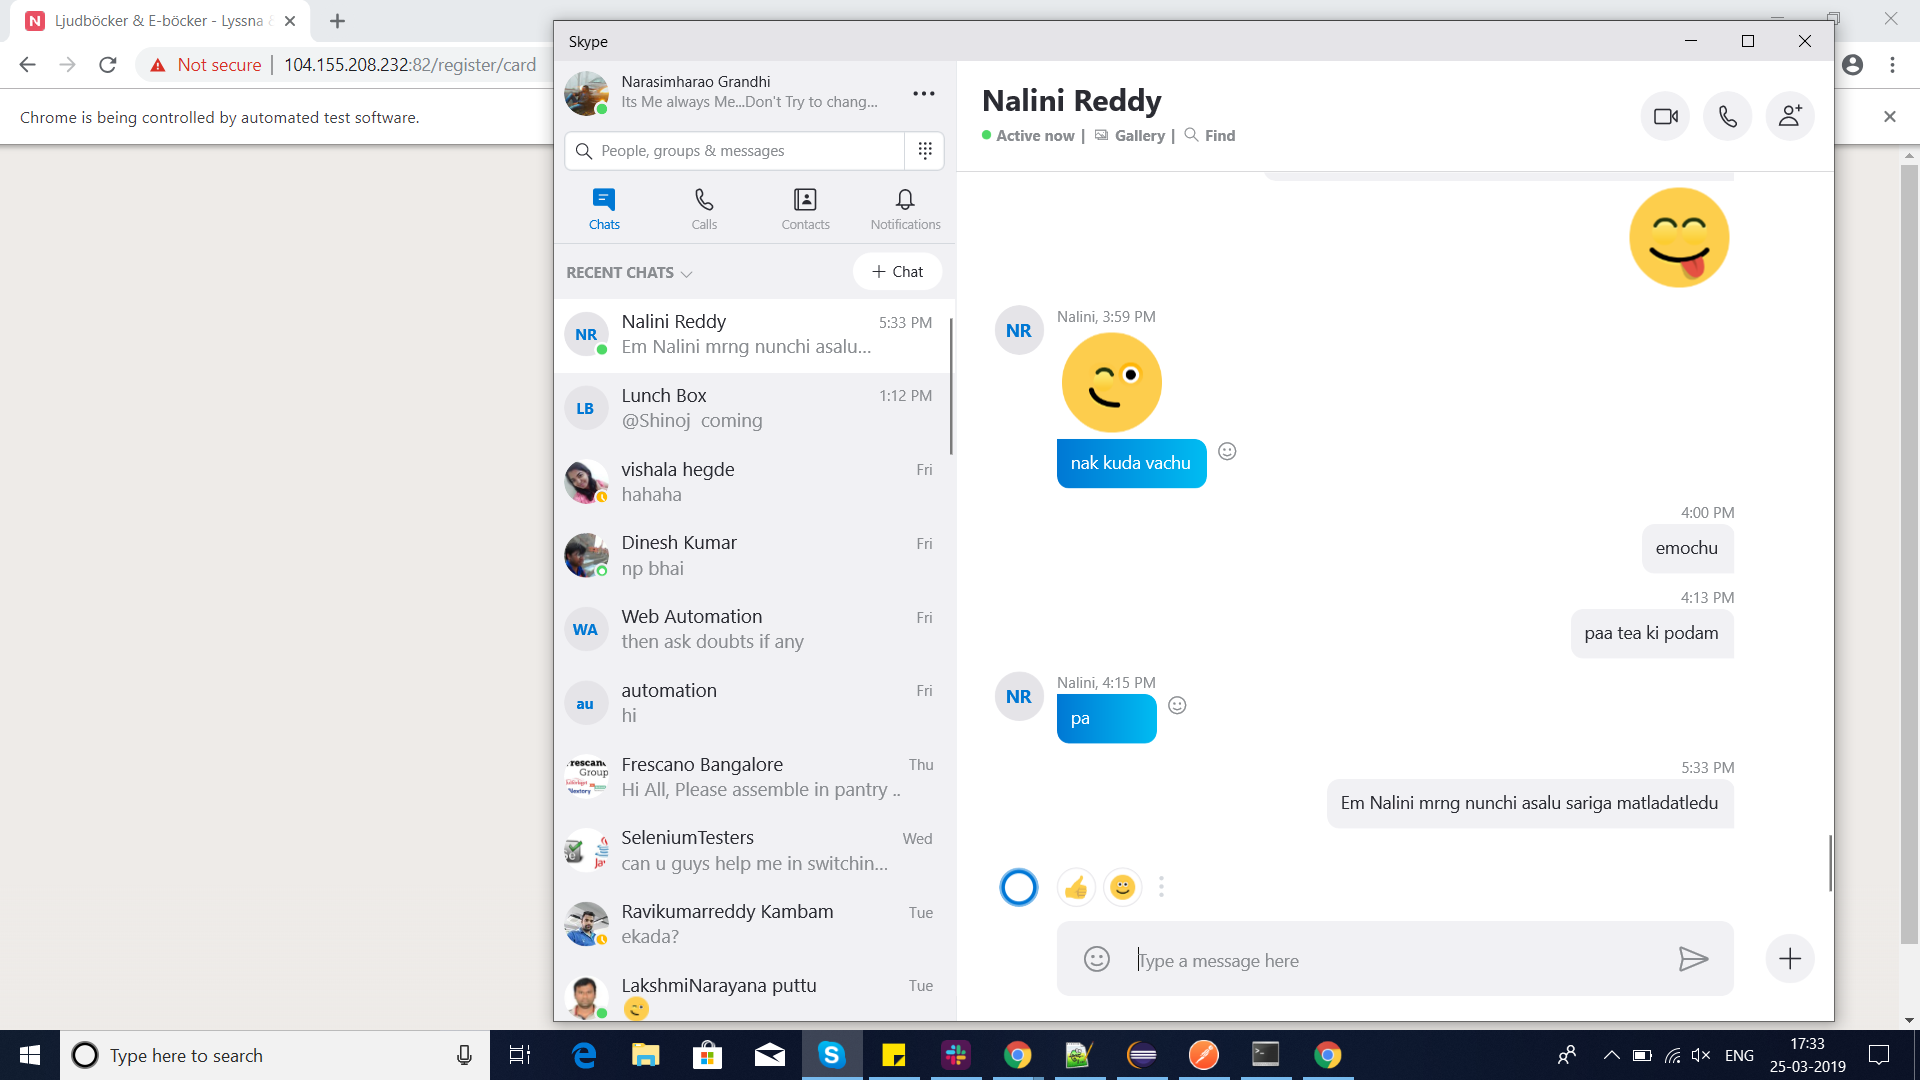 Ljudböcker & E-böcker - Lyssna
Not secure | 104.155.208.232:82/register/card
Chrome is being controlled by automated test software.
Skype
Narasimharao Grandhi
Its Me always Me...Don't Try to chang...
People, groups & messages
Chats
Calls
Contacts
Notifications
RECENT CHATS
+ Chat
NR
Nalini Reddy
5:33 PM
Em Nalini mrng nunchi asalu...
LB
Lunch Box
1:12 PM
@Shinoj coming
vishala hegde
Fri
hahaha
Dinesh Kumar
Fri
np bhai
WA
Web Automation
Fri
then ask doubts if any
au
automation
Fri
hi
Frescano Bangalore
Thu
Hi All, Please assemble in pantry ..
SeleniumTesters
Wed
can u guys help me in switchin...
Ravikumarreddy Kambam
Tue
ekada?
LakshmiNarayana puttu
Tue
Nalini Reddy
Active now | Gallery | Find
NR
Nalini, 3:59 PM
nak kuda vachu
4:00 PM
emochu
4:13 PM
paa tea ki podam
NR
Nalini, 4:15 PM
pa
5:33 PM
Em Nalini mrng nunchi asalu sariga matladatledu
Type a message here
Type here to search
ENG
17:33
25-03-2019